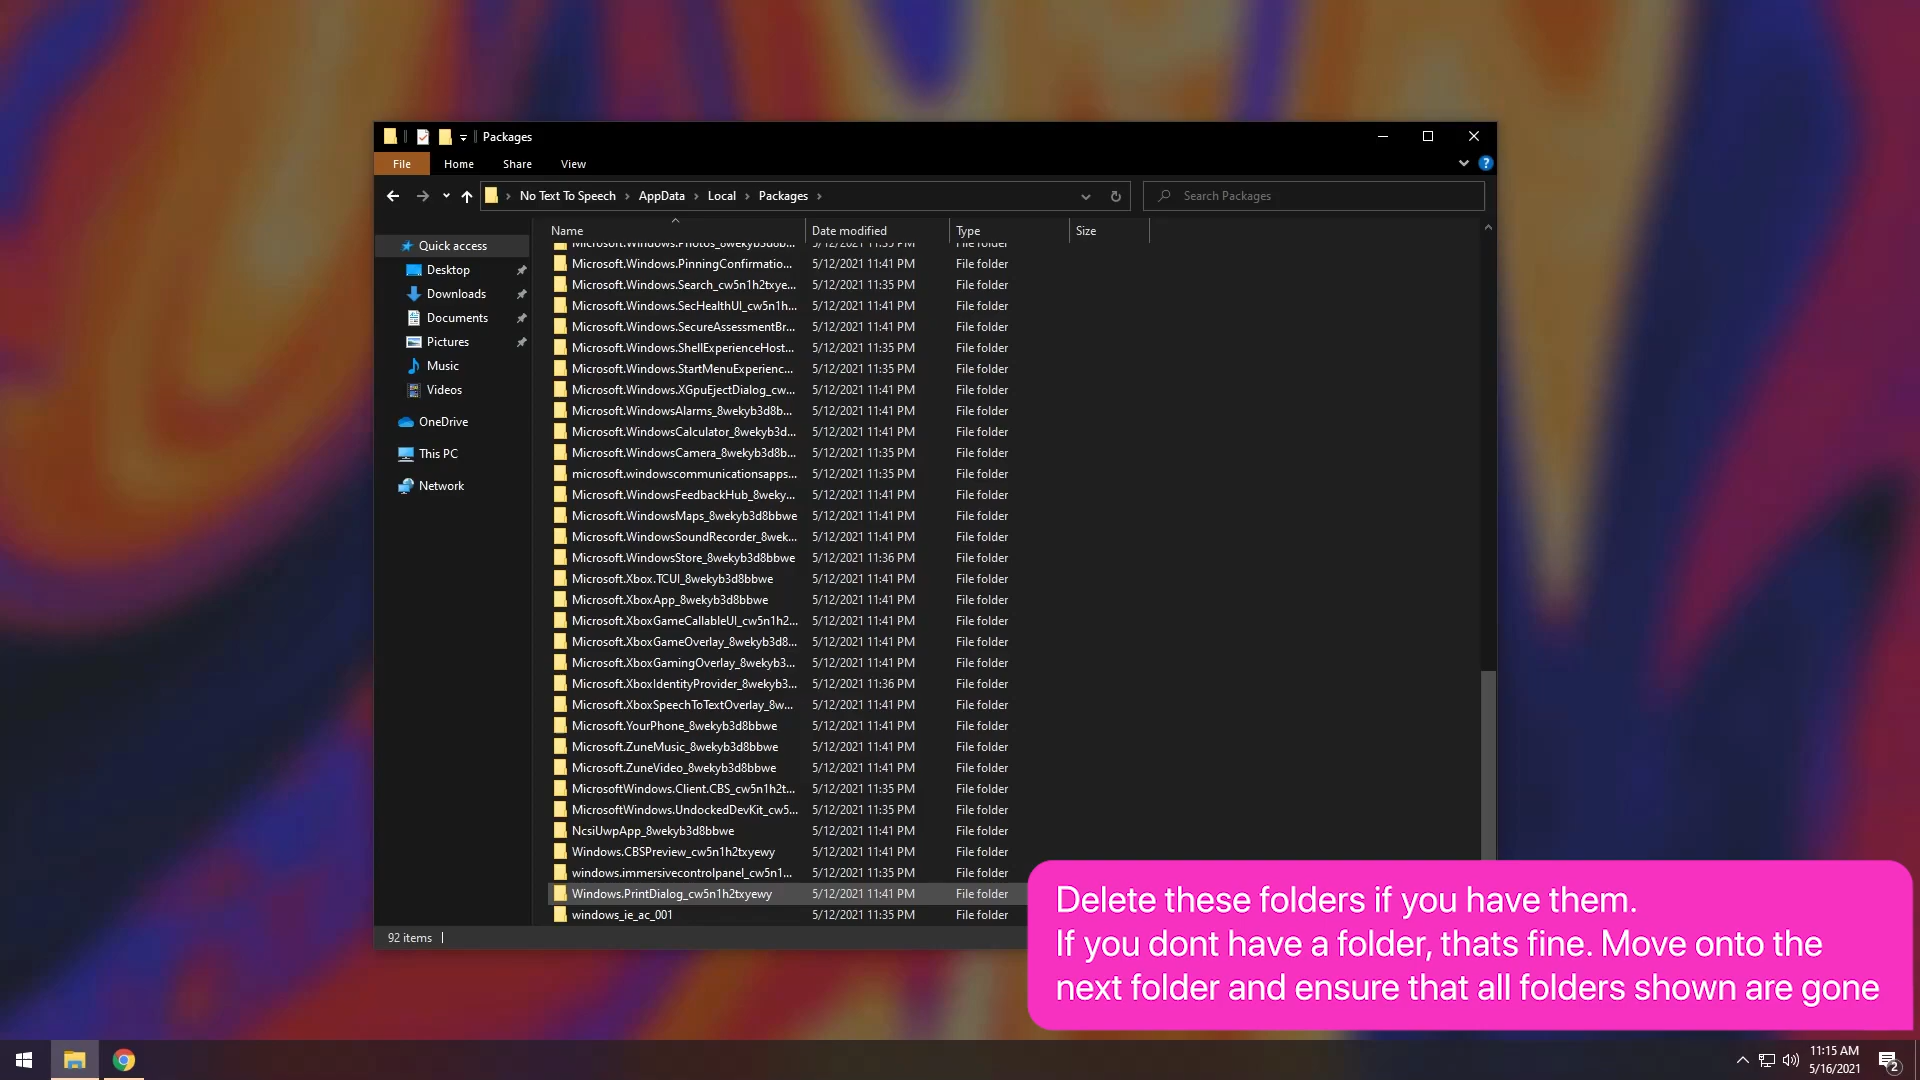 Packages
File Home Share View
No Text To Speech › AppData › Local › Packages ›
Search Packages
Name Date modified Type Size
Quick access
Desktop
Downloads
Documents
Pictures
Music
Videos
OneDrive
This PC
Network
Microsoft.Windows.Photos_8wekyb3d8b... 5/12/2021 11:35 PM File folder
Microsoft.Windows.PinningConfirmatio... 5/12/2021 11:41 PM File folder
Microsoft.Windows.Search_cw5n1h2txye... 5/12/2021 11:35 PM File folder
Microsoft.Windows.SecHealthUI_cw5n1h... 5/12/2021 11:41 PM File folder
Microsoft.Windows.SecureAssessmentBr... 5/12/2021 11:41 PM File folder
Microsoft.Windows.ShellExperienceHost... 5/12/2021 11:35 PM File folder
Microsoft.Windows.StartMenuExperienc... 5/12/2021 11:35 PM File folder
Microsoft.Windows.XGpuEjectDialog_cw... 5/12/2021 11:41 PM File folder
Microsoft.WindowsAlarms_8wekyb3d8b... 5/12/2021 11:41 PM File folder
Microsoft.WindowsCalculator_8wekyb3d... 5/12/2021 11:41 PM File folder
Microsoft.WindowsCamera_8wekyb3d8b... 5/12/2021 11:41 PM File folder
microsoft.windowscommunicationsapps... 5/12/2021 11:35 PM File folder
Microsoft.WindowsFeedbackHub_8weky... 5/12/2021 11:41 PM File folder
Microsoft.WindowsMaps_8wekyb3d8bbwe 5/12/2021 11:41 PM File folder
Microsoft.WindowsSoundRecorder_8wek... 5/12/2021 11:41 PM File folder
Microsoft.WindowsStore_8wekyb3d8bbwe 5/12/2021 11:36 PM File folder
Microsoft.Xbox.TCUI_8wekyb3d8bbwe 5/12/2021 11:41 PM File folder
Microsoft.XboxApp_8wekyb3d8bbwe 5/12/2021 11:41 PM File folder
Microsoft.XboxGameCallableUI_cw5n1h2... 5/12/2021 11:41 PM File folder
Microsoft.XboxGameOverlay_8wekyb3d8... 5/12/2021 11:41 PM File folder
Microsoft.XboxGamingOverlay_8wekyb3... 5/12/2021 11:41 PM File folder
Microsoft.XboxIdentityProvider_8wekyb3... 5/12/2021 11:36 PM File folder
Microsoft.XboxSpeechToTextOverlay_8w... 5/12/2021 11:41 PM File folder
Microsoft.YourPhone_8wekyb3d8bbwe 5/12/2021 11:41 PM File folder
Microsoft.ZuneMusic_8wekyb3d8bbwe 5/12/2021 11:41 PM File folder
Microsoft.ZuneVideo_8wekyb3d8bbwe 5/12/2021 11:41 PM File folder
MicrosoftWindows.Client.CBS_cw5n1h2t... 5/12/2021 11:35 PM File folder
MicrosoftWindows.UndockedDevKit_cw5... 5/12/2021 11:35 PM File folder
NcsiUwpApp_8wekyb3d8bbwe 5/12/2021 11:41 PM File folder
Windows.CBSPreview_cw5n1h2txyewy 5/12/2021 11:41 PM File folder
windows.immersivecontrolpanel_cw5n1... 5/12/2021 11:35 PM File folder
Windows.PrintDialog_cw5n1h2txyewy 5/12/2021 11:41 PM File folder
windows_ie_ac_001 5/12/2021 11:35 PM File folder
92 items
Delete these folders if you have them.
If you dont have a folder, thats fine. Move onto the
next folder and ensure that all folders shown are gone
11:15 AM
5/16/2021
2